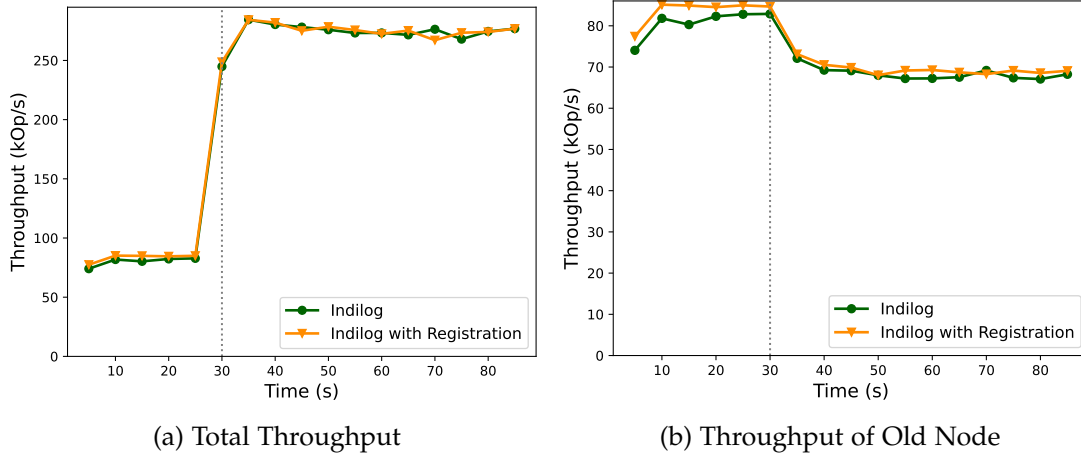 Throughput (kOp/s)
250
200
150
100
50
0
Indilog
Indilog with Registration
10 20 30 40 50 60 70 80
Time (s)
(a) Total Throughput
Throughput (kOp/s)
80
70
60
50
40
30
20
10
0
Indilog
Indilog with Registration
10 20 30 40 50 60 70 80
Time (s)
(b) Throughput of Old Node